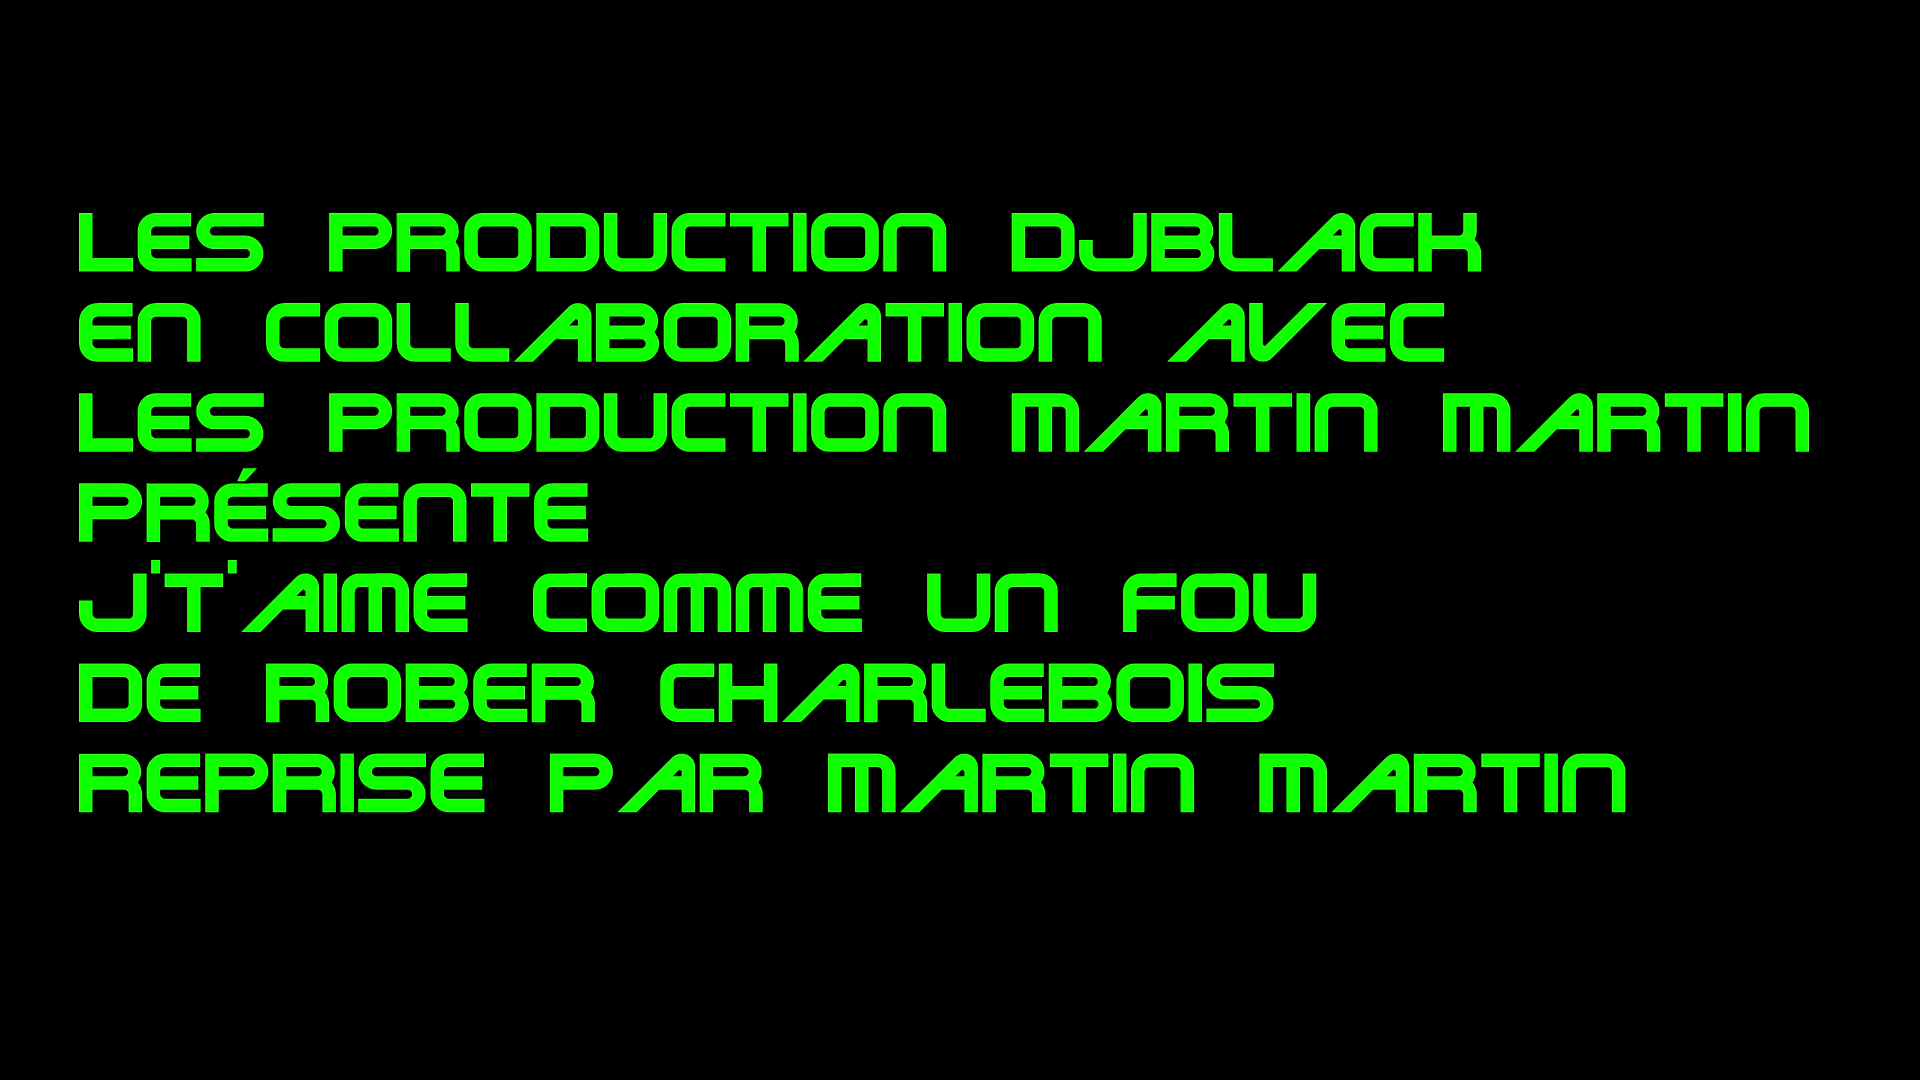 LES PRODUCTION DJBLACK
EN COLLABORATION AVEC
LES PRODUCTION MARTIN MARTIN
PRÉSENTE
J'T'AIME COMME UN FOU
DE ROBER CHARLEBOIS
REPRISE PAR MARTIN MARTIN